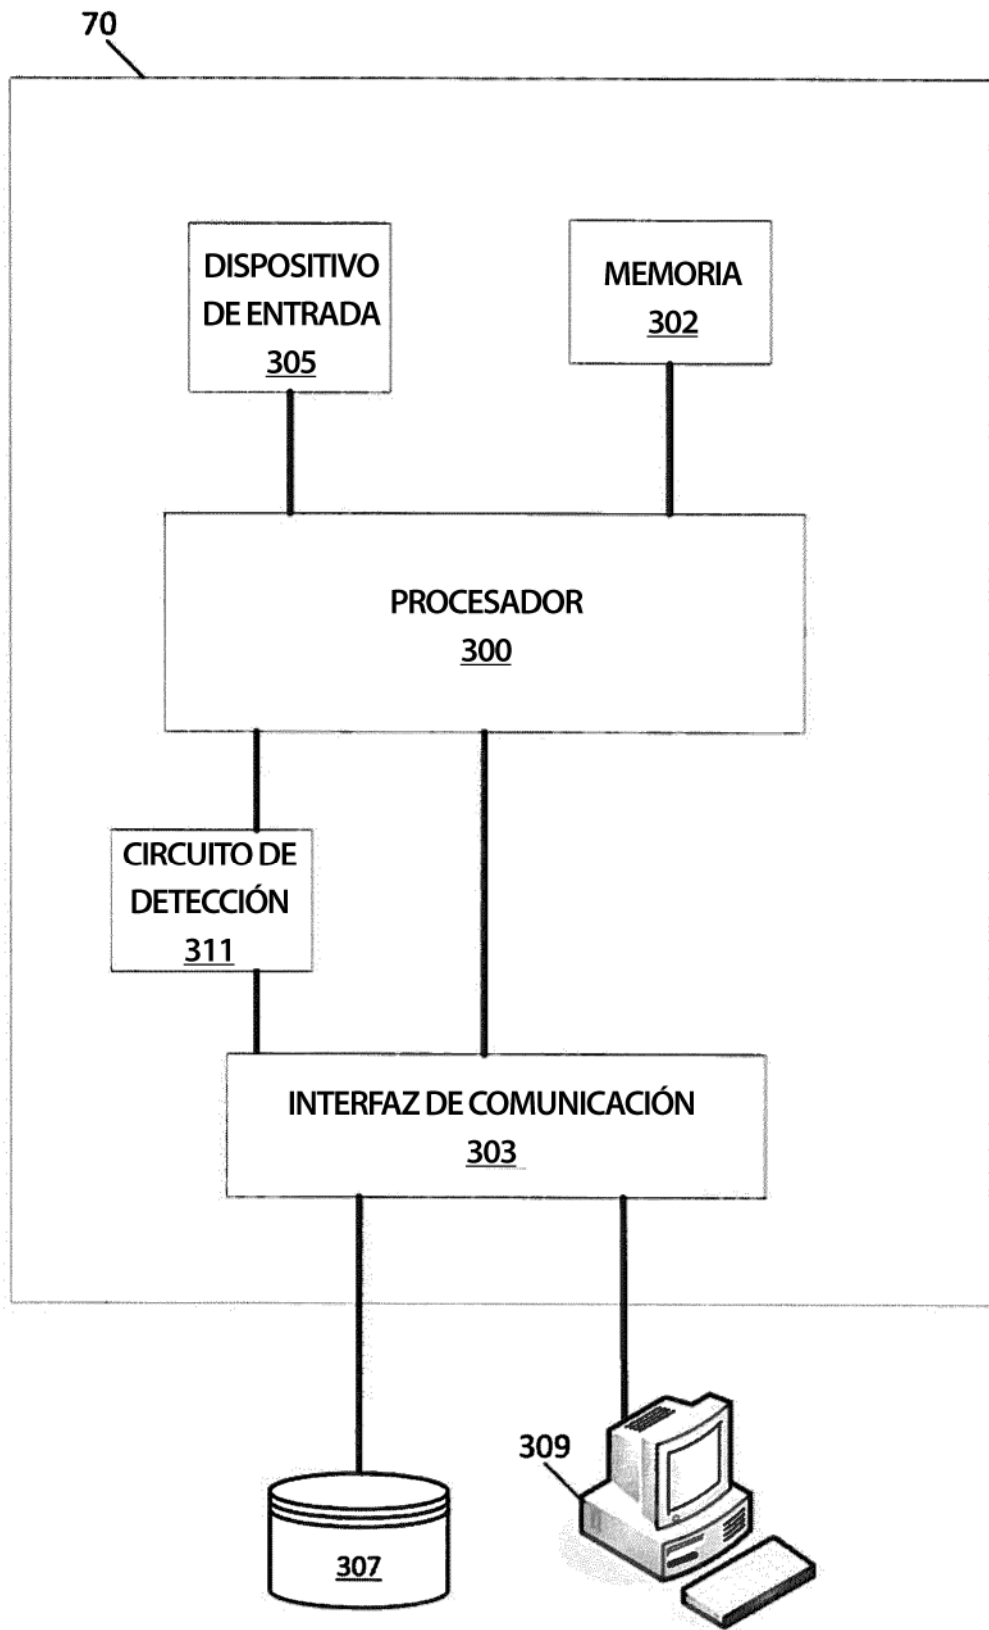 70
DISPOSITIVO
DE ENTRADA
305
MEMORIA
302
PROCESADOR
300
CIRCUITO DE
DETECCIÓN
311
INTERFAZ DE COMUNICACIÓN
303
309
307